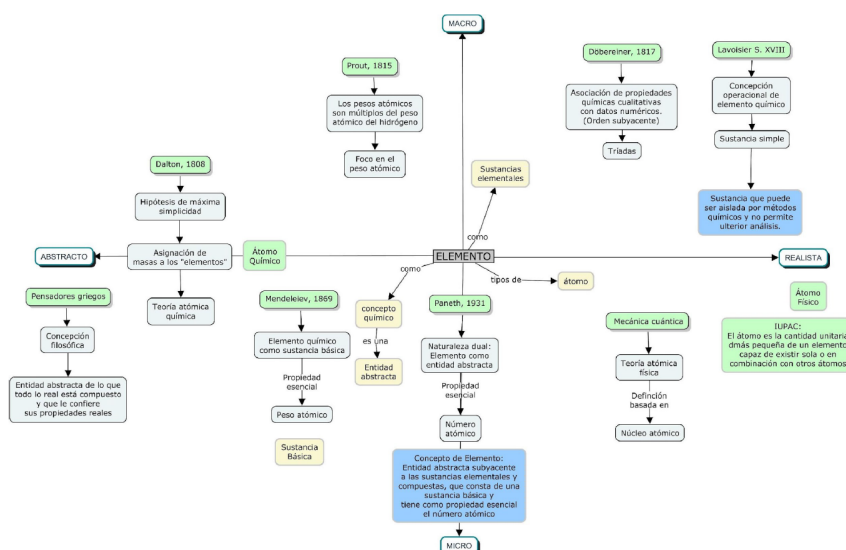 MACRO
Prout, 1815
Los pesos atómicos
son múltiplos del peso
atómico del hidrógeno
Foco en el
peso atómico
Döbereiner, 1817
Asociación de propiedades
químicas cualitativas
con datos numéricos.
(Orden subyacente)
Tríadas
Lavoisier S. XVIII
Concepción
operacional de
elemento químico
Sustancia simple
Sustancia que puede
ser aislada por métodos
químicos y no permite
ulterior análisis.
Dalton, 1808
Hipótesis de máxima
simplicidad
Asignación de
masas a los "elementos"
Teoría atómica
química
Sustancias
elementales
como
ABSTRACTO
Átomo
Químico
ELEMENTO
REALISTA
como
tipos de
átomo
Pensadores griegos
Concepción
filosófica
Entidad abstracta de lo que
todo lo real está compuesto
y que le confiere
sus propiedades reales
Mendeleiev, 1869
Elemento químico
como sustancia básica
Propiedad
esencial
Peso atómico
Sustancia
Básica
concepto
químico
es una
Entidad
abstracta
Paneth, 1931
Naturaleza dual:
Elemento como
entidad abstracta
Propiedad
esencial
Número
atómico
Concepto de Elemento:
Entidad abstracta subyacente
a las sustancias elementales y
compuestas, que consta de una
sustancia básica y
tiene como propiedad esencial
el número atómico
MICRO
Mecánica cuántica
Teoría atómica
física
Definción
basada en
Núcleo atómico
Átomo
Físico
IUPAC:
El átomo es la cantidad unitaria
dmás pequeña de un elemento
capaz de existir sola o en
combinación con otros átomos